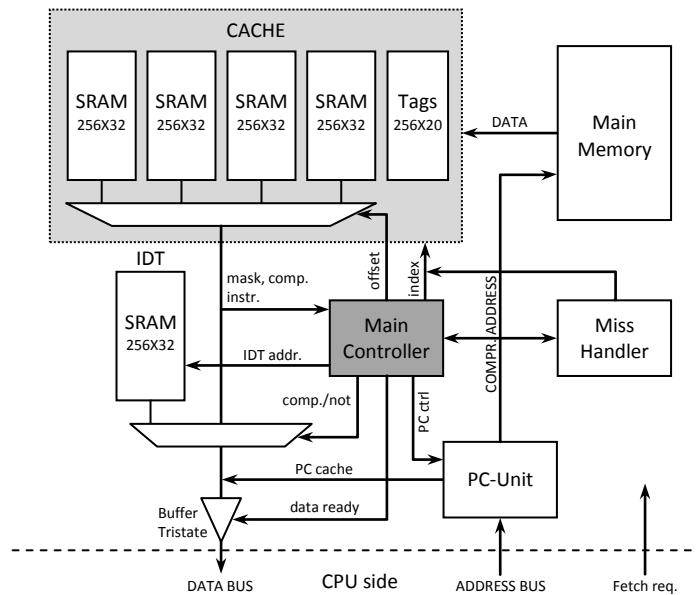 CACHE
SRAM
256X32
SRAM
256X32
SRAM
256X32
SRAM
256X32
Tags
256X20
DATA
Main
Memory
IDT
SRAM
256X32
mask, comp.
instr.
offset
index
COMPR. ADDRESS
Main
Controller
Miss
Handler
IDT addr.
comp./not
PC ctrl
PC cache
PC-Unit
Buffer
Tristate
data ready
DATA BUS
CPU side
ADDRESS BUS
Fetch req.